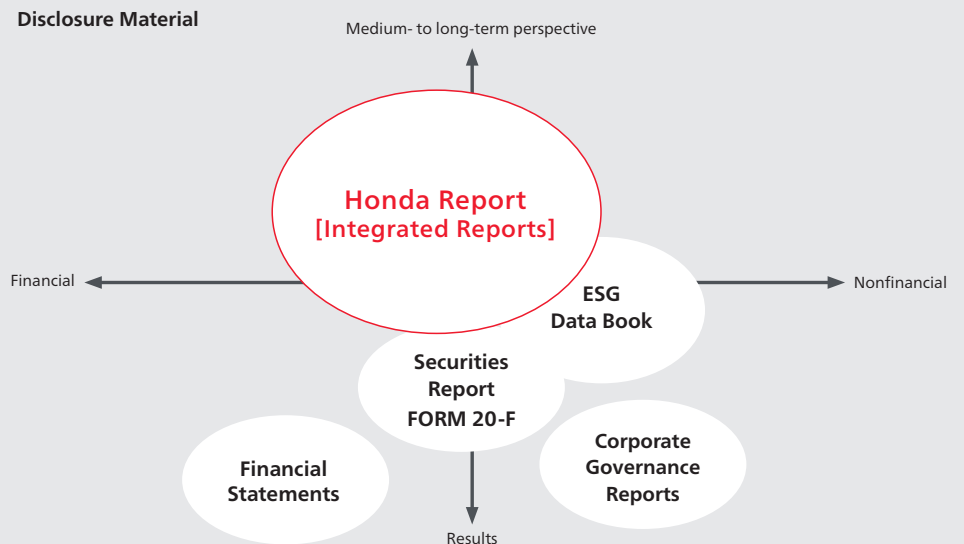 Disclosure Material
Medium- to long-term perspective
Honda Report
[Integrated Reports]
Financial
Nonfinancial
ESG
Data Book
Securities
Report
FORM 20-F
Corporate
Governance
Reports
Financial
Statements
Results